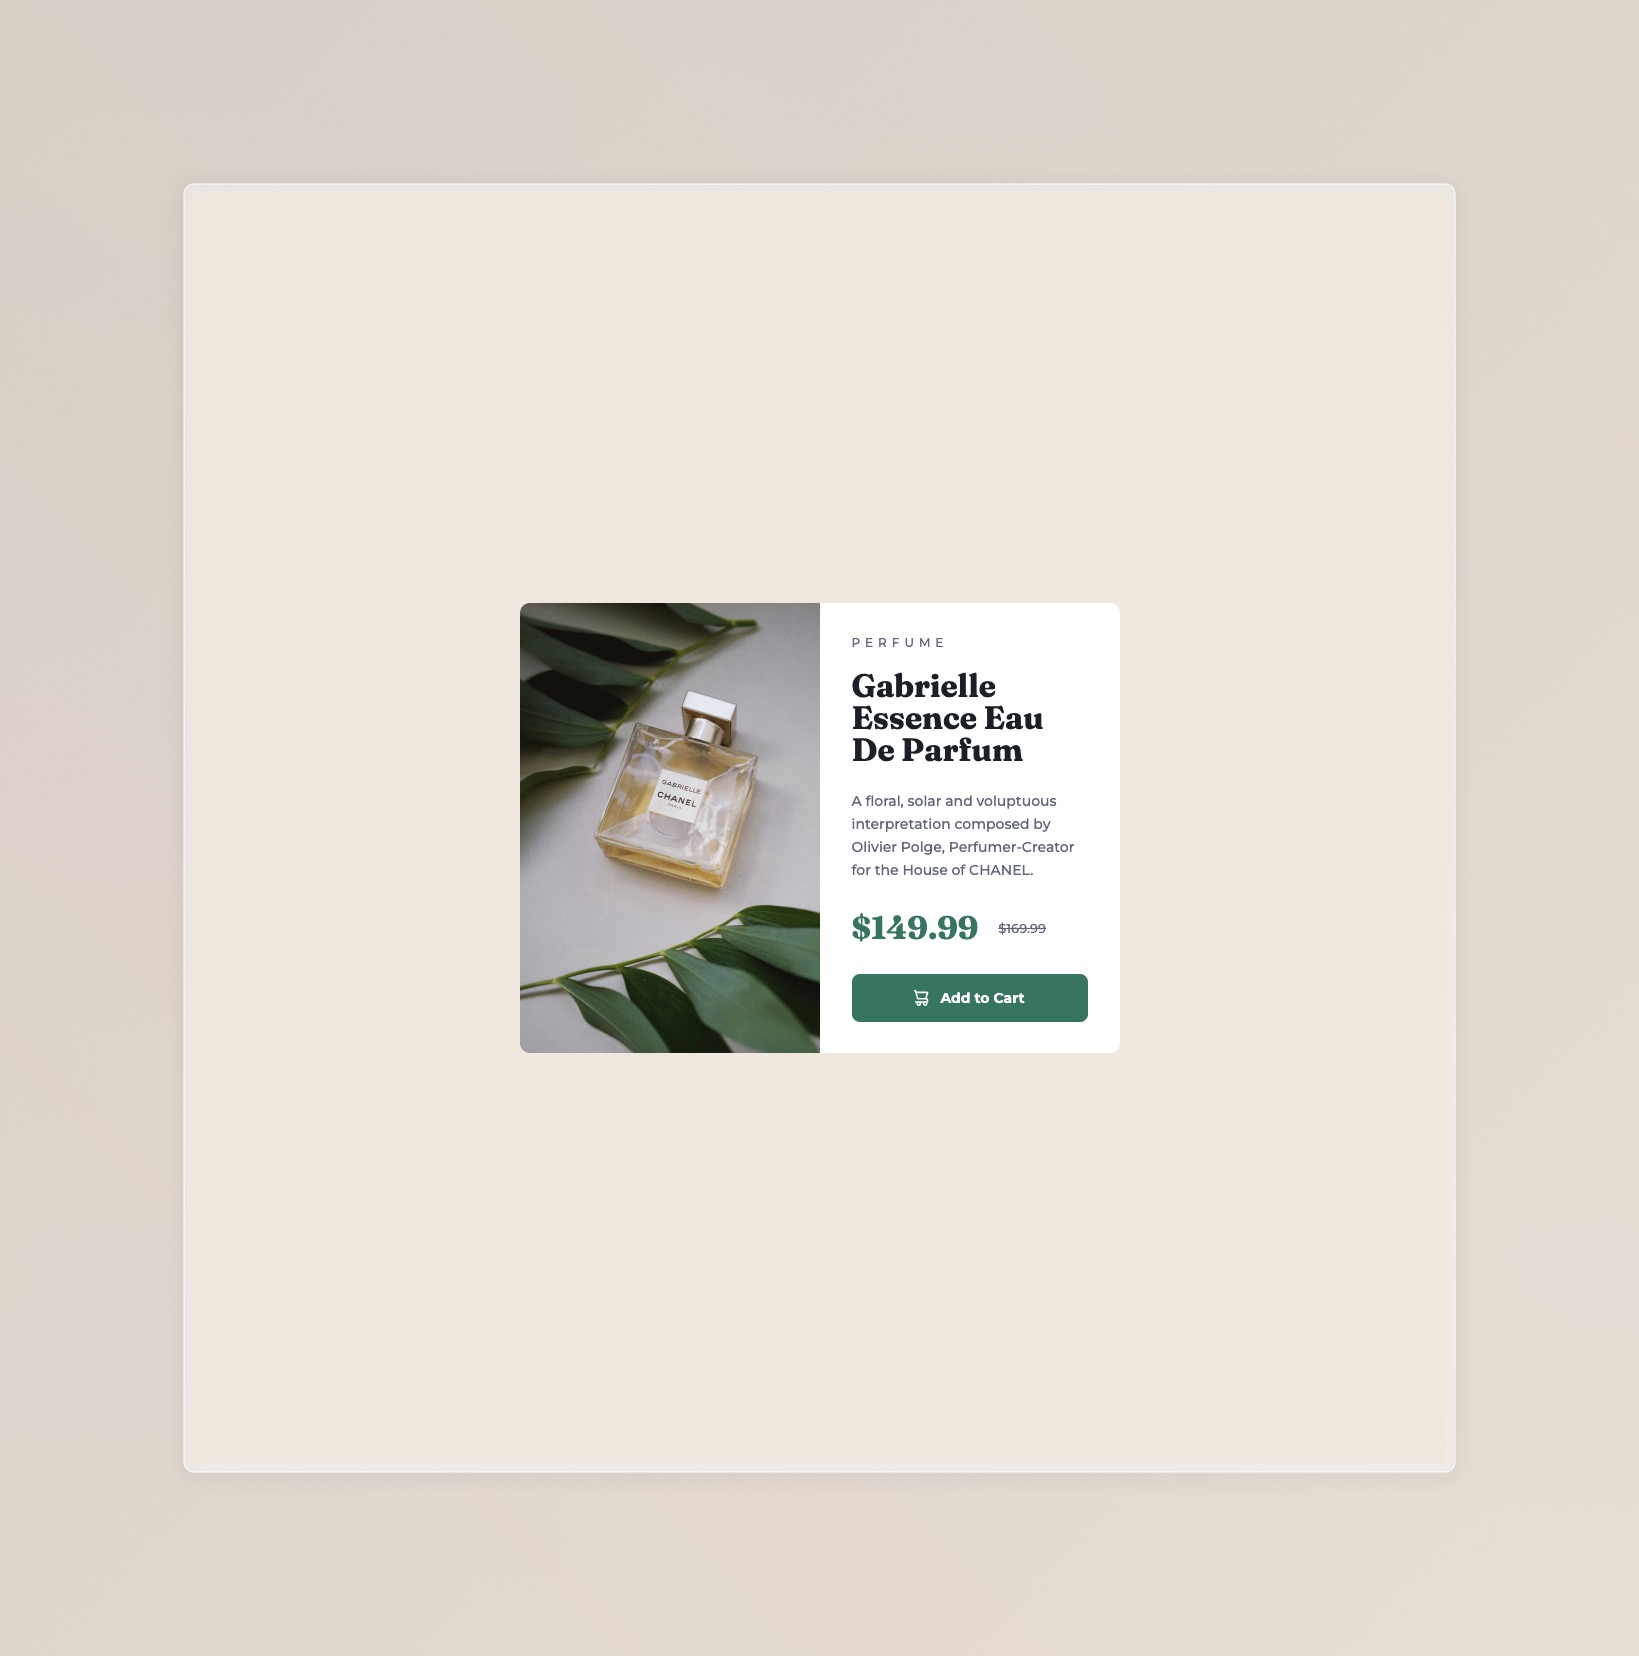 GABRIELLE
CHANEL
PARIS
PERFUME
Gabrielle
Essence Eau
De Parfum
A floral, solar and voluptuous
interpretation composed by
Olivier Polge, Perfumer-Creator
for the House of CHANEL.
$149.99 $169.99
Add to Cart